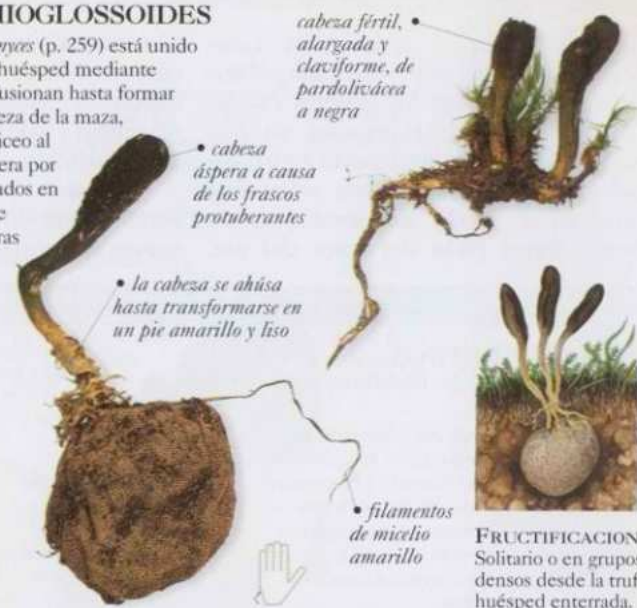 HIOGLOSSOIDES
nyces (p. 259) está unido
huésped mediante
usionan hasta formar
eza de la maza,
iceo al
era por
ados en
e
ras
cabeza fértil,
alargada y
claviforme, de
pardolivácea
a negra
• cabeza
áspera a causa
de los frascos
protuberantes
• la cabeza se ahúsa
hasta transformarse en
un pie amarillo y liso
• filamentos
de micelio
amarillo
FRUCTIFICACION
Solitario o en grupos
densos desde la truf
huésped enterrada.